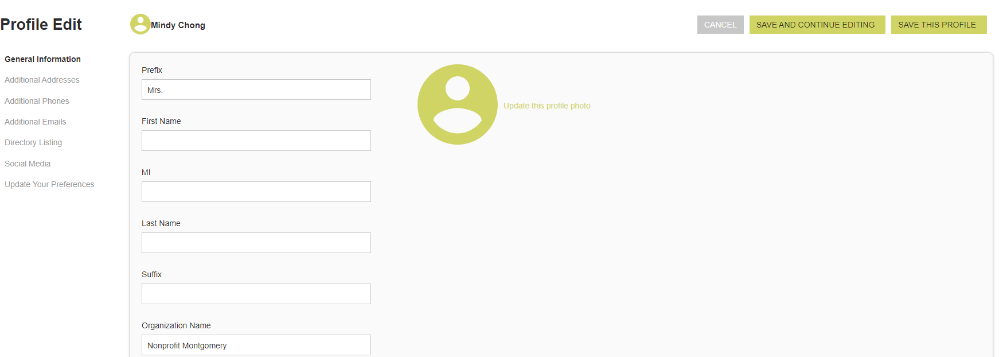 Profile Edit
Mindy Chong
CANCEL
SAVE AND CONTINUE EDITING
SAVE THIS PROFILE
General Information
Additional Addresses
Additional Phones
Additional Emails
Directory Listing
Social Media
Update Your Preferences
Prefix
Mrs.
First Name
MI
Last Name
Suffix
Organization Name
Nonprofit Montgomery
Update this profile photo